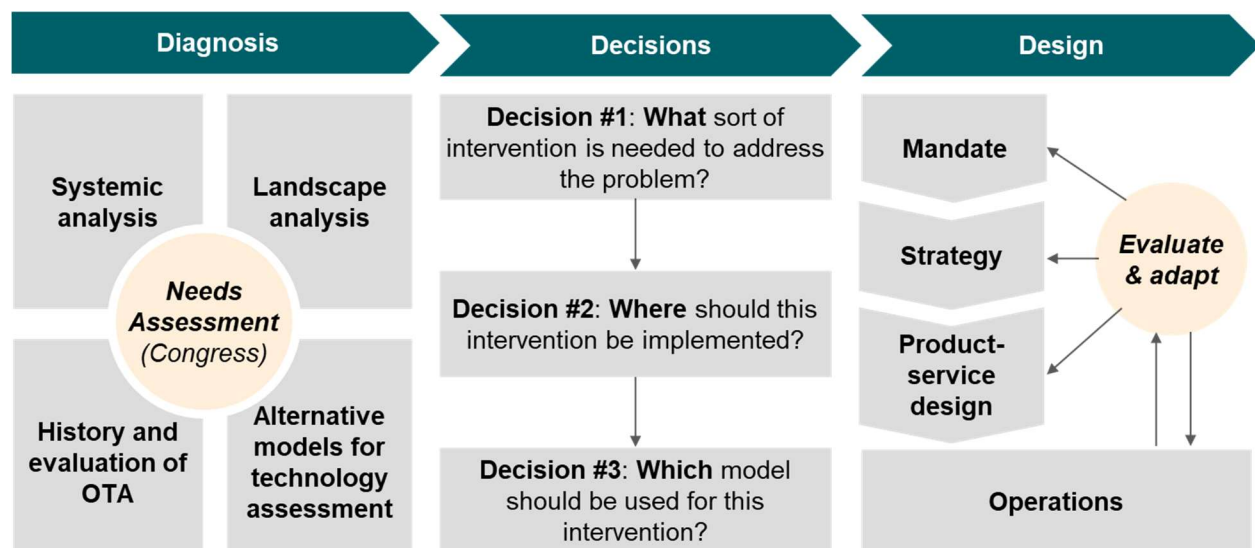 Diagnosis
Decisions
Design
Systemic
analysis
Landscape
analysis
Needs
Assessment
(Congress)
History and
evaluation of
OTA
Alternative
models for
technology
assessment
Decision #1: What sort of
intervention is needed to address
the problem?
Decision #2: Where should this
intervention be implemented?
Decision #3: Which model
should be used for this
intervention?
Mandate
Strategy
Product-
service
design
Evaluate
& adapt
Operations